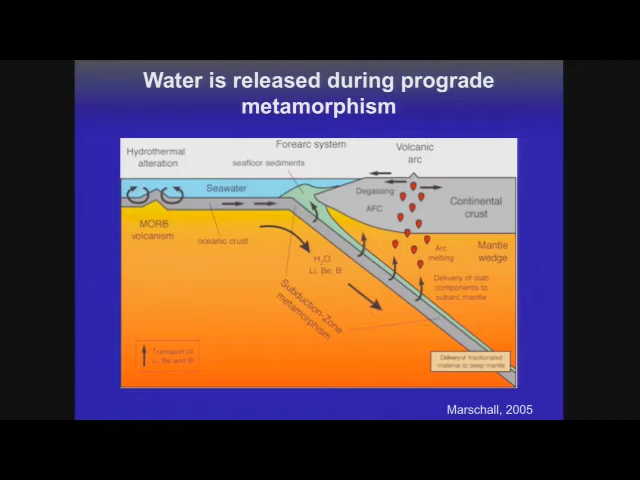 Water is released during prograde
metamorphism
Hydrothermal
alteration
Forearc system
seafloor sediments
Volcanic
arc
Seawater
Degassing
AFC
Continental
crust
MORB
volcanism
oceanic crust
Arc
melting
Mantle
wedge
H2O,
Li, Be, B
Delivery of slab
components to
subarc mantle
Subduction-Zone
metamorphism
Transport of
Li, Be and B
Delivery of fractionated
material to deep mantle
Marschall, 2005